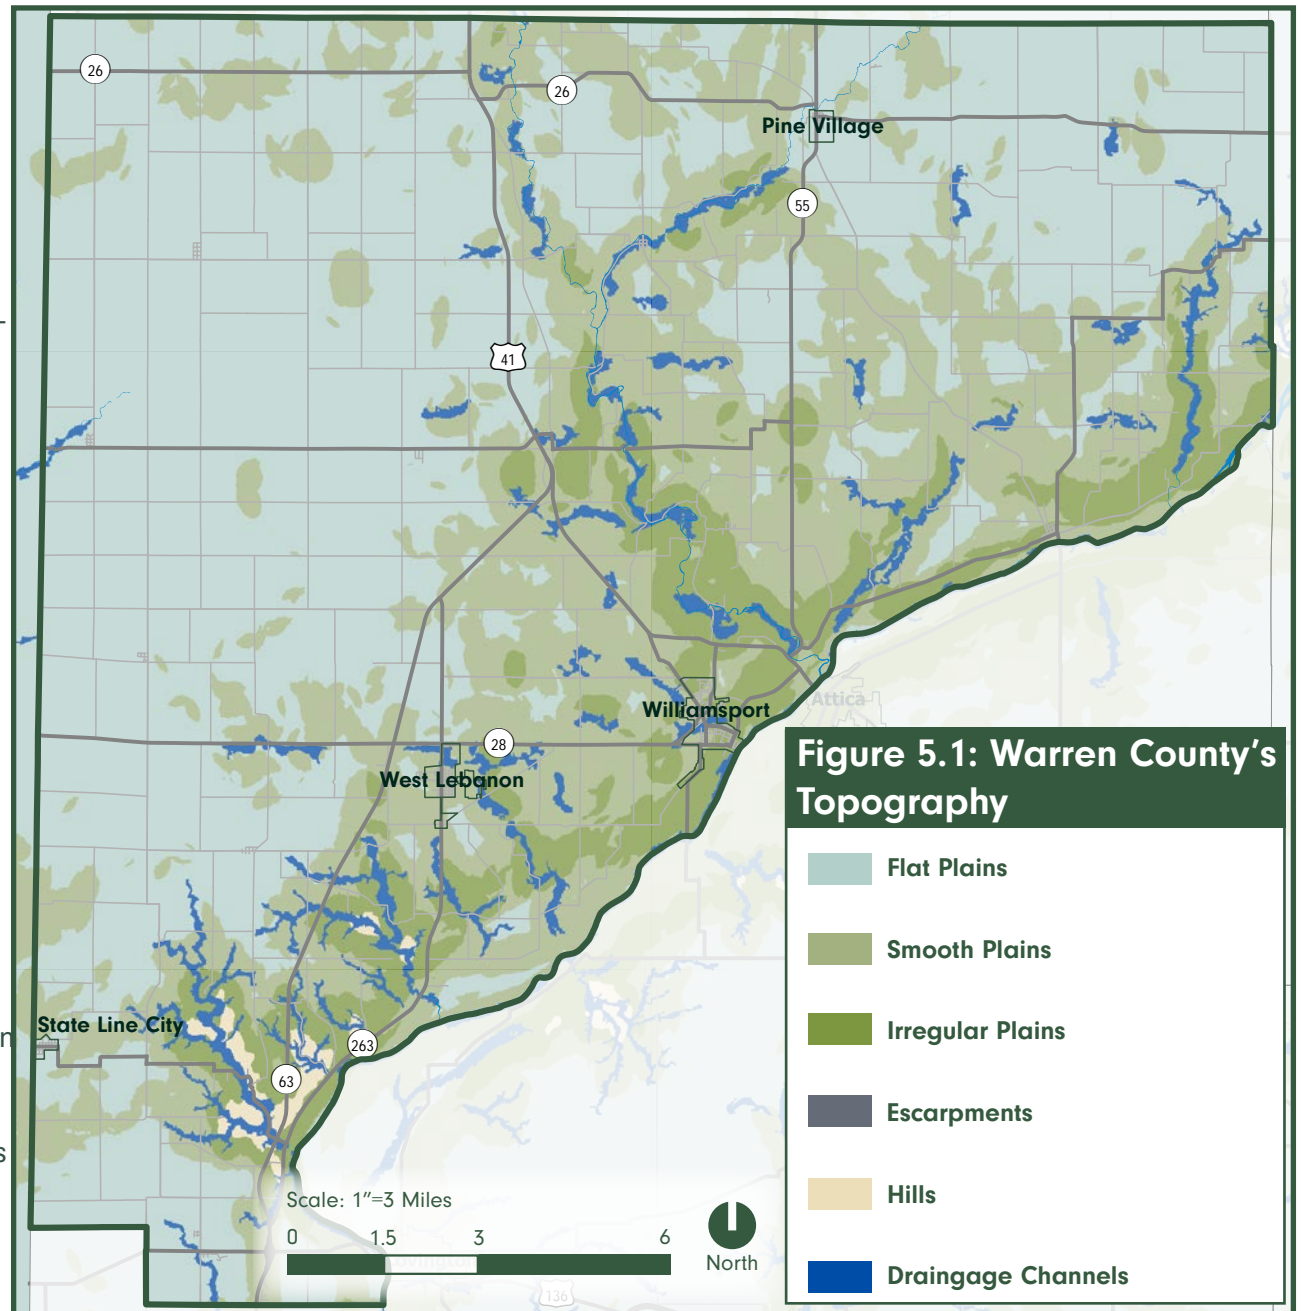 26
26
Pine Village
55
41
Williamsport
Attica
28
West Lebanon
Figure 5.1: Warren County's
Topography
Flat Plains
Smooth Plains
Irregular Plains
Escarpments
Hills
Draingage Channels
State Line City
263
63
Scale: 1"=3 Miles
0 1.5 3 6
North
Covington
136